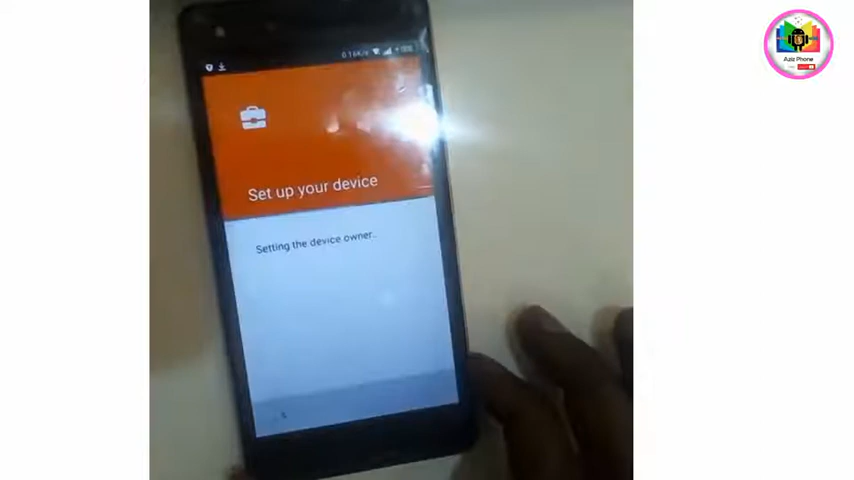 Aziz Phone
Set up your device
Setting the device owner..